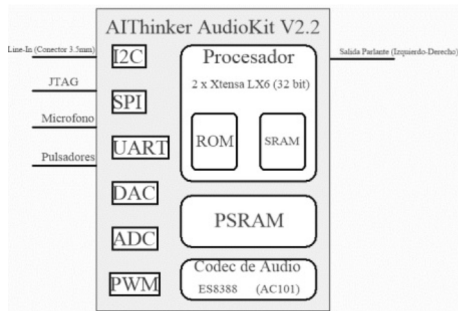 AIThinker AudioKit V2.2
Line-In (Conector 3.5mm)
JTAG
Microfono
Pulsadores
I2C
SPI
UART
DAC
ADC
PWM
Procesador
2 x Xtensa LX6 (32 bit)
ROM
SRAM
PSRAM
Codec de Audio
ES8388 (AC101)
Salida Parlante (Izquierdo-Derecho)